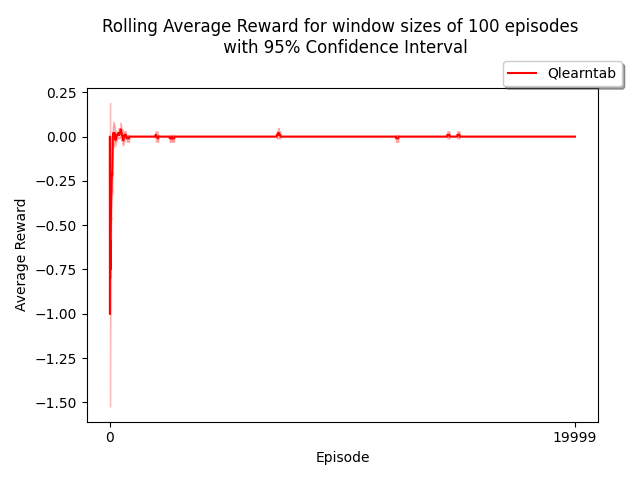 Rolling Average Reward for window sizes of 100 episodes
with 95% Confidence Interval
Qlearntab
0.25
0.00
−0.25
−0.50
−0.75
−1.00
−1.25
−1.50
Average Reward
0
19999
Episode